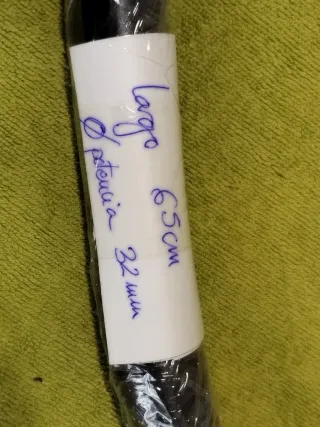 largo 65cm
Ø potencia 32mm